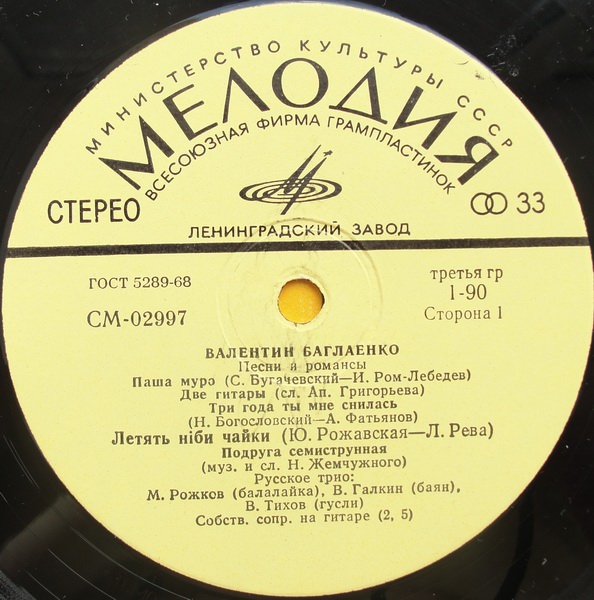 МИНИСТЕРСТВО КУЛЬТУРЫ СССР
МЕЛОДИЯ
ВСЕСОЮЗНАЯ ФИРМА ГРАМПЛАСТИНОК
СТЕРЕО
33
ЛЕНИНГРАДСКИЙ ЗАВОД
ГОСТ 5289-68
третья гр
СМ-02997
1-90
Сторона 1
ВАЛЕНТИН БАГЛАЕНКО
Песни и романсы
Паша муро (С. Бугачевский—И. Ром-Лебедев)
Две гитары (сл. Ап. Григорьева)
Три года ты мне снилась
(Н. Богословский—А. Фатьянов)
Летять нiби чайки (Ю. Рожавская—Л. Рева)
Подруга семиструнная
(муз. и сл. Н. Жемчужного)
Русское трио:
М. Рожков (балалайка), В. Галкин (баян),
В. Тихов (гусли)
Собств. сопр. на гитаре (2, 5)